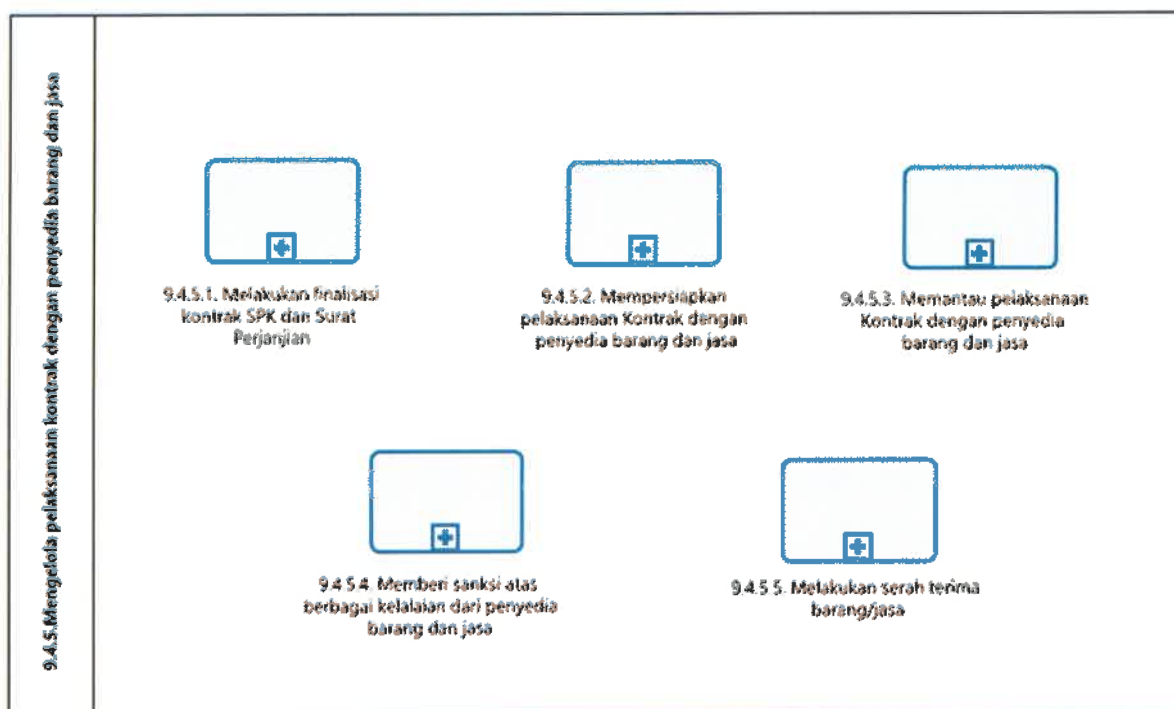 9.4.5.Mengelola pelaksanaan kontrak dengan penyedia barang dan jasa
9.4.5.1. Melakukan finalisasi
kontrak SPK dan Surat
Perjanjian
9.4.5.2. Mempersiapkan
pelaksanaan Kontrak dengan
penyedia barang dan jasa
9.4.5.3. Memantau pelaksanaan
Kontrak dengan penyedia
barang dan jasa
9.4.5.4. Memberi sanksi atas
berbagai kelalaian dari penyedia
barang dan jasa
9.4.5.5. Melakukan serah terima
barang/jasa